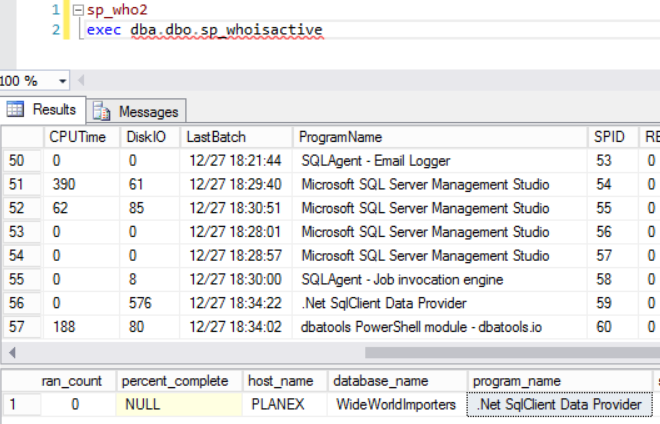 1 sp_who2
2 exec dba.dbo.sp_whoisactive
100 %
Results Messages
CPUTime DiskIO LastBatch ProgramName SPID RE
50 0 0 12/27 18:21:44 SQLAgent - Email Logger 53 0
51 390 61 12/27 18:29:40 Microsoft SQL Server Management Studio 54 0
52 62 85 12/27 18:30:51 Microsoft SQL Server Management Studio 55 0
53 0 0 12/27 18:28:01 Microsoft SQL Server Management Studio 56 0
54 0 0 12/27 18:28:57 Microsoft SQL Server Management Studio 57 0
55 0 8 12/27 18:30:00 SQLAgent - Job invocation engine 58 0
56 0 576 12/27 18:34:22 .Net SqlClient Data Provider 59 0
57 188 80 12/27 18:34:02 dbatools PowerShell module - dbatools.io 60 0
ran_count percent_complete host_name database_name program_name
1 0 NULL PLANEX WideWorldImporters .Net SqlClient Data Provider